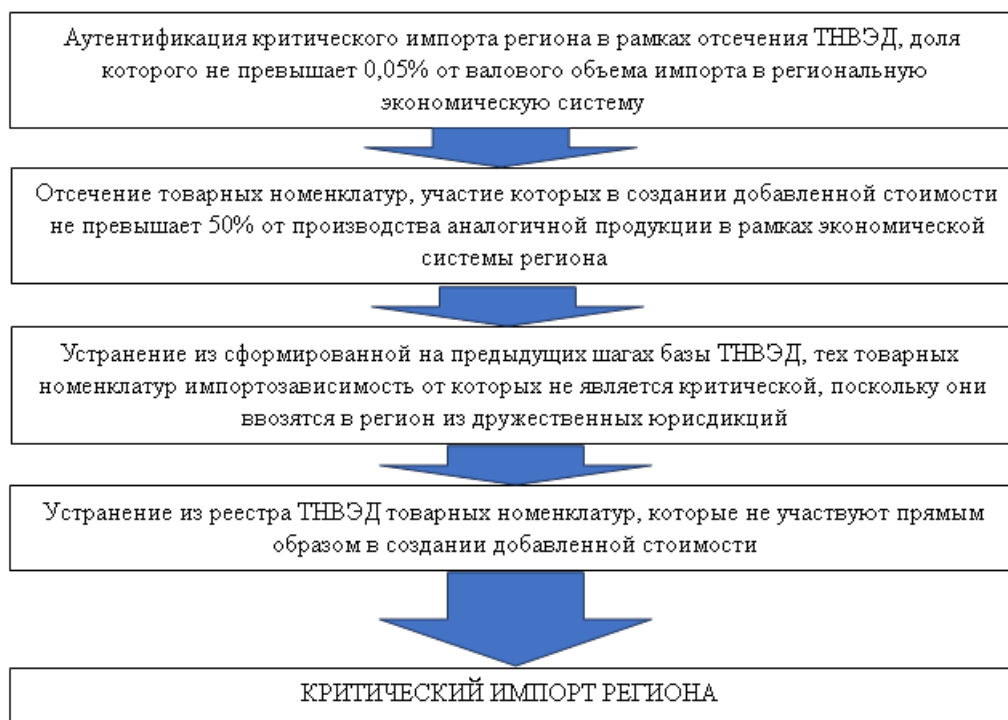 Аутентификация критического импорта региона в рамках отсечения ТНВЭД, доля
которого не превышает 0,05% от валового объема импорта в региональную
экономическую систему
Отсечение товарных номенклатур, участие которых в создании добавленной стоимости
не превышает 50% от производства аналогичной продукции в рамках экономической
системы региона
Устранение из сформированной на предыдущих шагах базы ТНВЭД, тех товарных
номенклатур импортозависимость от которых не является критической, поскольку они
ввозятся в регион из дружественных юрисдикций
Устранение из реестра ТНВЭД товарных номенклатур, которые не участвуют прямым
образом в создании добавленной стоимости
КРИТИЧЕСКИЙ ИМПОРТ РЕГИОНА